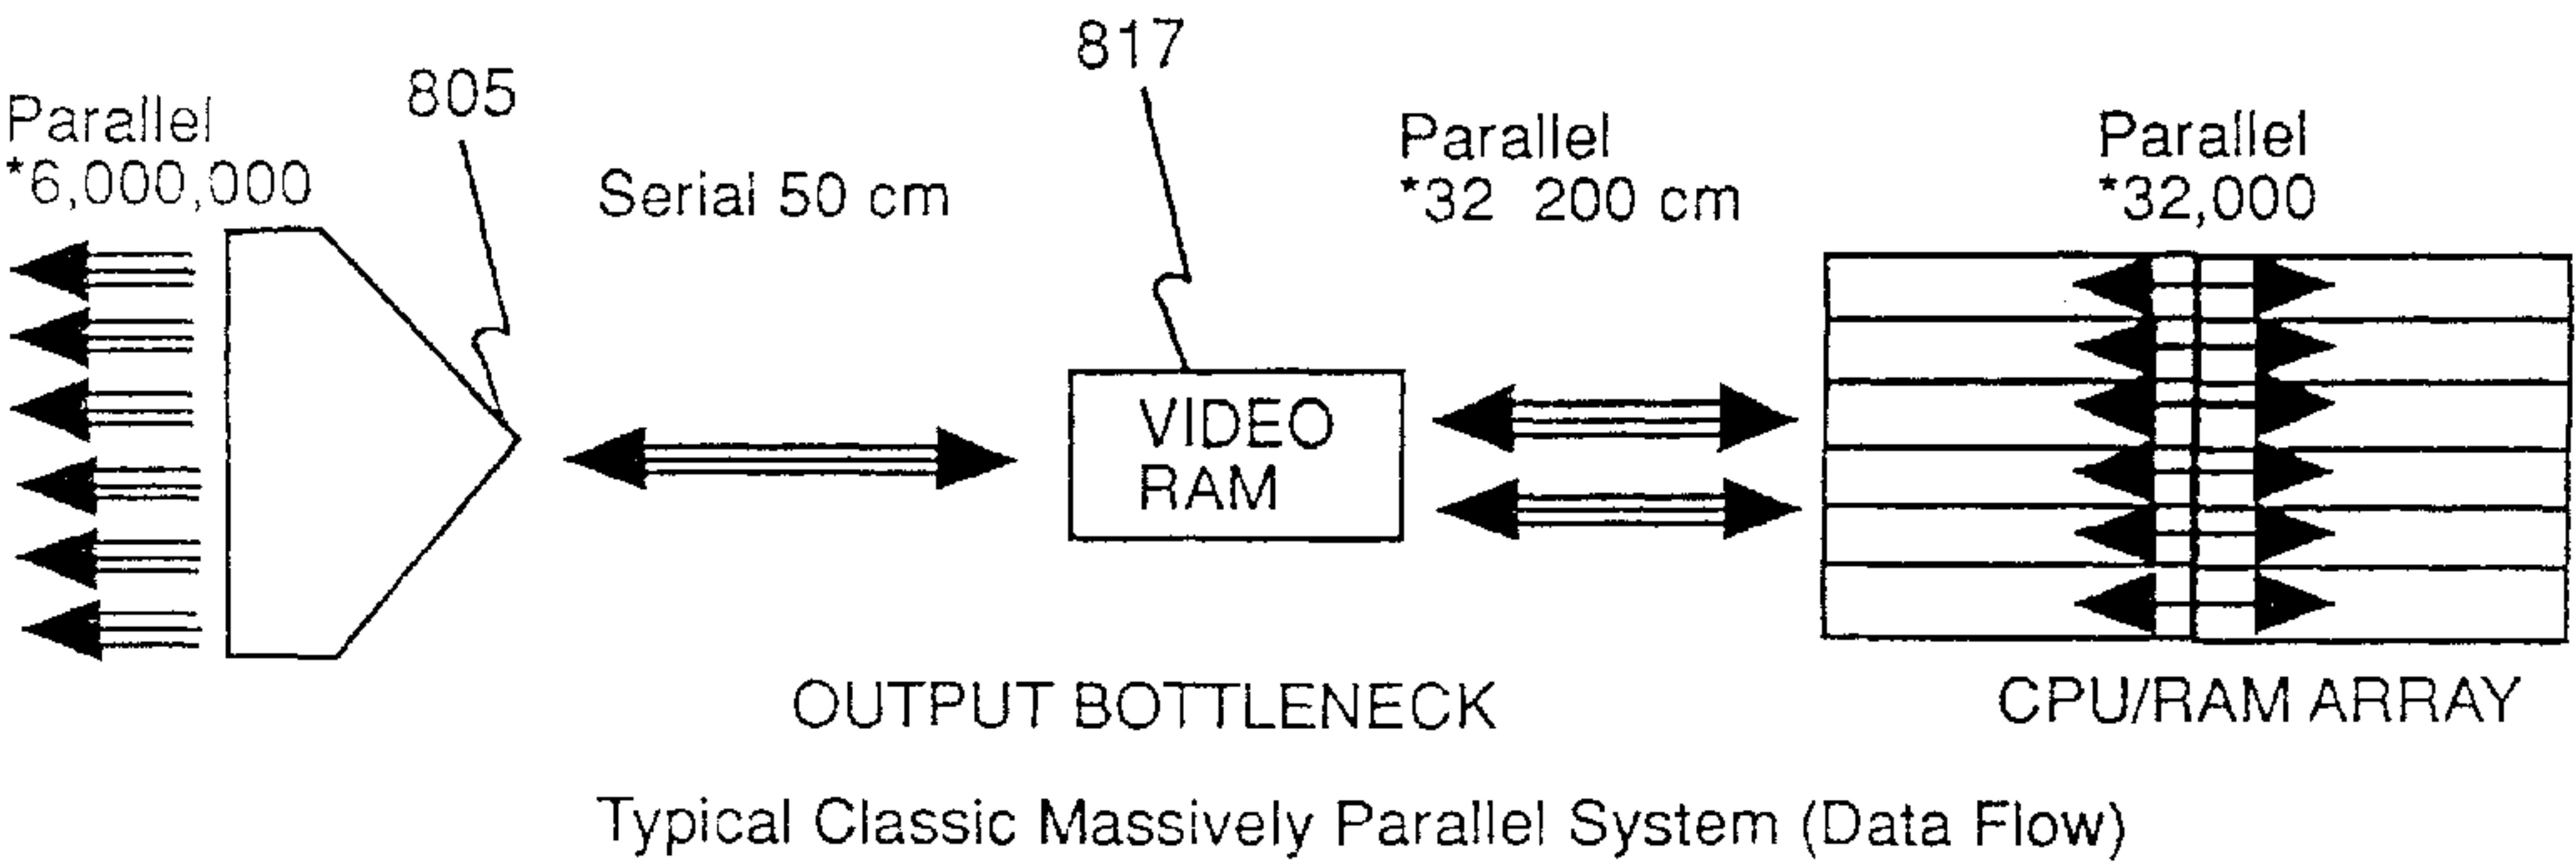 817
805
Parallel
*6,000,000
Serial 50 cm
Parallel
*32 200 cm
Parallel
*32,000
VIDEO
RAM
OUTPUT BOTTLENECK
CPU/RAM ARRAY
Typical Classic Massively Parallel System (Data Flow)